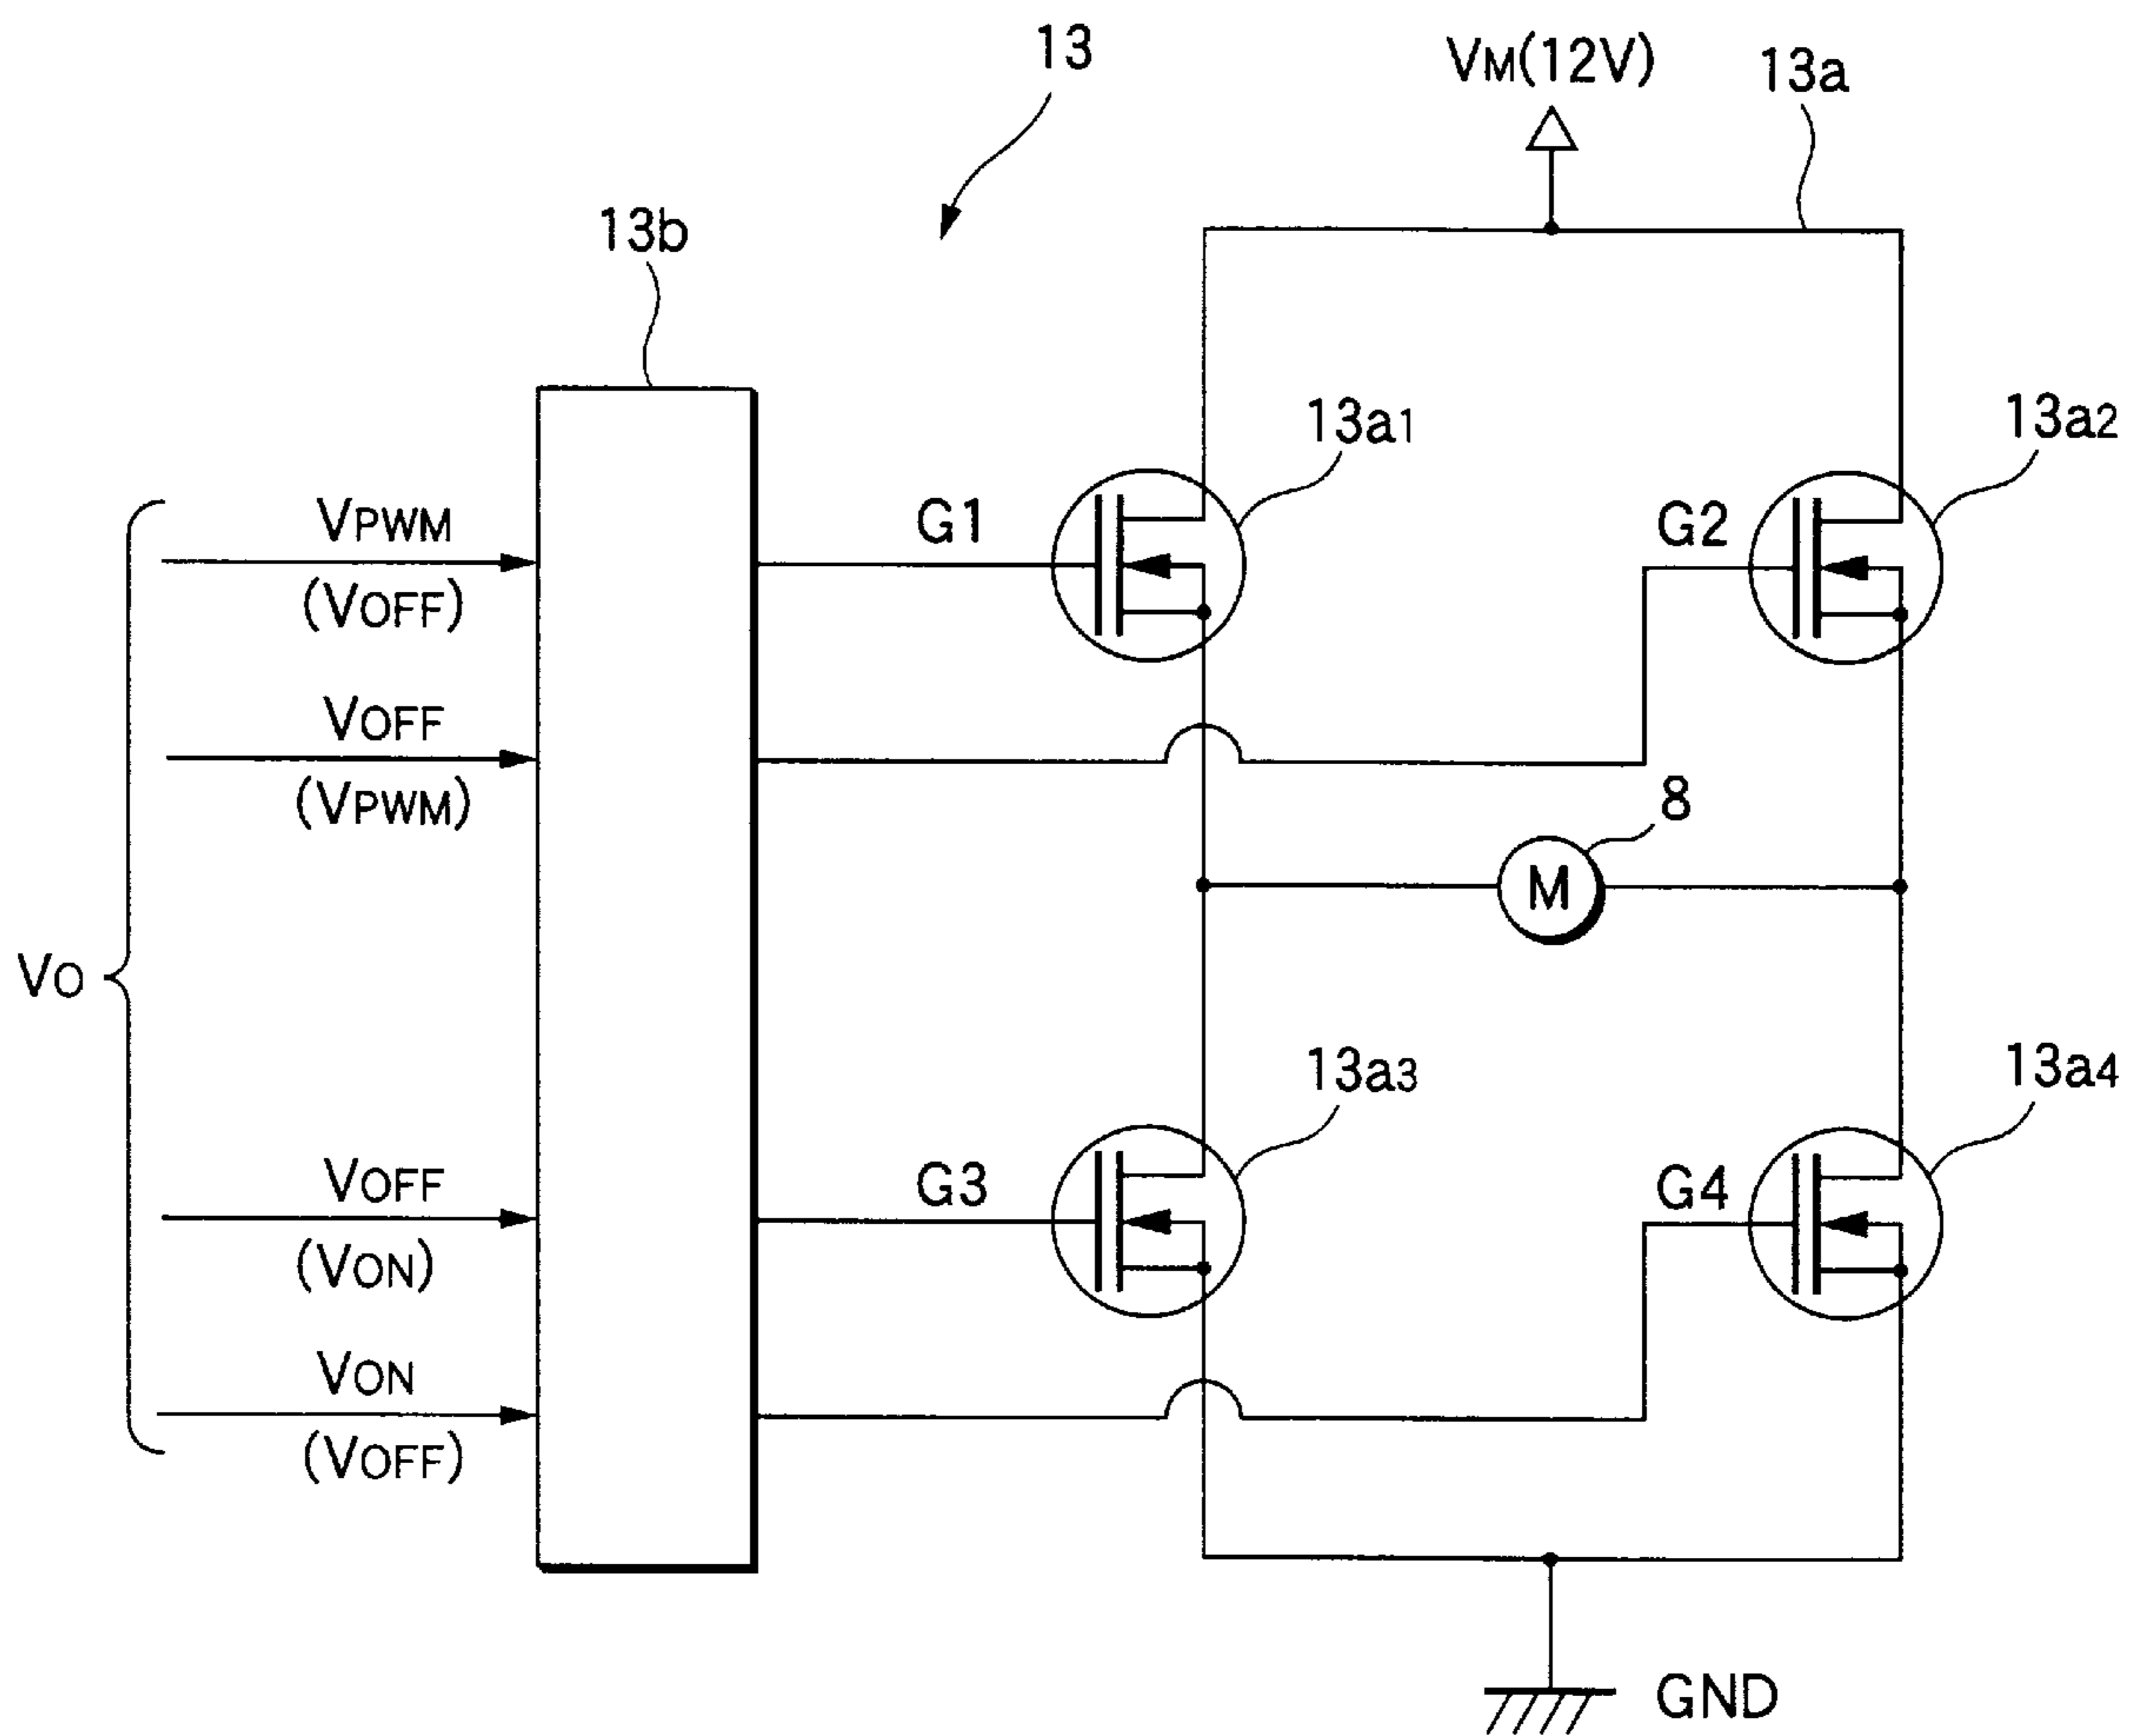 13
VM(12V)
13a
13b
13a1
13a2
VPWM
G1
G2
(VOFF)
VOFF
(VPWM)
8
M
VO
13a3
13a4
VOFF
G3
G4
(VON)
VON
(VOFF)
GND